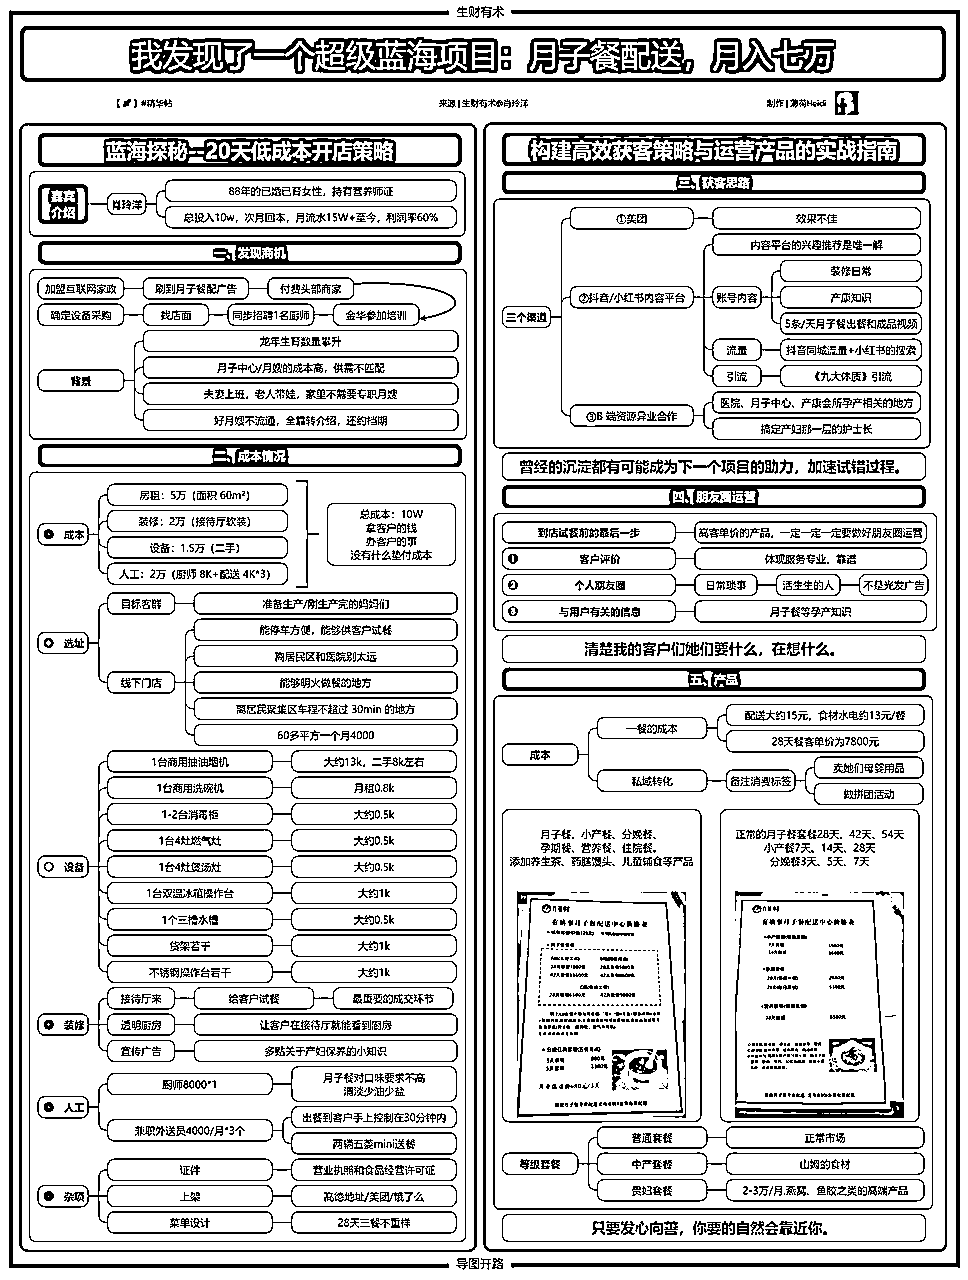 生财有术
我发现了一个超级蓝海项目：月子餐配送，月入七万
【 】#精华帖
来源 | 生财有术@肖玲洋
制作 | 薄荷Heidi
蓝海探秘—20天低成本开店策略
嘉宾
介绍
肖玲洋
88年的已婚已育女性，持有营养师证
总投入10w，次月回本，月流水15W+至今，利润率60%
一、发现商机
加盟互联网家政
刷到月子餐配广告
付费头部商家
确定设备采购
找店面
同步招聘1名厨师
金华参加培训
背景
龙年生育数量攀升
月子中心/月嫂的成本高，供需不匹配
夫妻上班，老人带娃，家里不需要专职月嫂
好月嫂不流通，全靠转介绍，还约档期
二、成本情况
成本
房租：5万（面积 60m²）
装修：2万（接待厅软装）
设备：1.5万（二手）
人工：2万（厨师 8K+配送 4K*3）
总成本：10W
拿客户的钱
办客户的事
没有什么垫付成本
选址
目标客群
准备生产/刚生产完的妈妈们
线下门店
能停车方便，能够供客户试餐
离居民区和医院别太远
能够明火做餐的地方
离居民聚集区车程不超过 30min 的地方
60多平方一个月4000
设备
1台商用抽油烟机
大约13k，二手8k左右
1台商用洗碗机
月租0.8k
1-2台消毒柜
大约0.5k
1台4灶燃气灶
大约0.5k
1台4灶煲汤灶
大约0.5k
1台双温冰箱操作台
大约1k
1个三槽水槽
大约0.5k
货架若干
大约1k
不锈钢操作台若干
大约1k
装修
接待厅来
给客户试餐
最重要的成交环节
透明厨房
让客户在接待厅就能看到厨房
宣传广告
多贴关于产妇保养的小知识
人工
厨师8000*1
月子餐对口味要求不高
清淡少油少盐
兼职外送员4000/月*3个
出餐到客户手上控制在30分钟内
两辆五菱mini送餐
杂项
证件
营业执照和食品经营许可证
上架
高德地址/美团/饿了么
菜单设计
28天三餐不重样
构建高效获客策略与运营产品的实战指南
三、获客思路
三个渠道
①美团
效果不佳
②抖音/小红书内容平台
内容平台的兴趣推荐是唯一解
账号内容
装修日常
产康知识
5条/天月子餐出餐和成品视频
流量
抖音同城流量+小红书的搜索
引流
《九大体质》引流
③B 端资源异业合作
医院、月子中心、产康会所孕产相关的地方
搞定产妇那一层的护士长
曾经的沉淀都有可能成为下一个项目的助力，加速试错过程。
四、朋友圈运营
到店试餐前的最后一步
高客单价的产品，一定一定一定要做好朋友圈运营
❶
客户评价
体现服务专业，靠谱
❷
个人朋友圈
日常琐事
活生生的人
不是光发广告
❸
与用户有关的信息
月子餐等孕产知识
清楚我的客户们她们要什么，在想什么。
五、产品
成本
一餐的成本
配送大约15元，食材水电约13元/餐
28天餐客单价为7800元
私域转化
备注消费标签
卖她们母婴用品
做拼团活动
月子餐，小产餐、分娩餐、
孕期餐、营养餐、住院餐，
添加养生茶、药膳馒头、儿童辅食等产品
正常的月子餐套餐28天，42天，54天
小产餐7天、14天、28天
分娩餐3天、5天、7天
等级套餐
普通套餐
正常市场
中产套餐
山姆的食材
贵妇套餐
2-3万/月.燕窝、鱼胶之类的高端产品
只要发心向善，你要的自然会靠近你。
导图开路